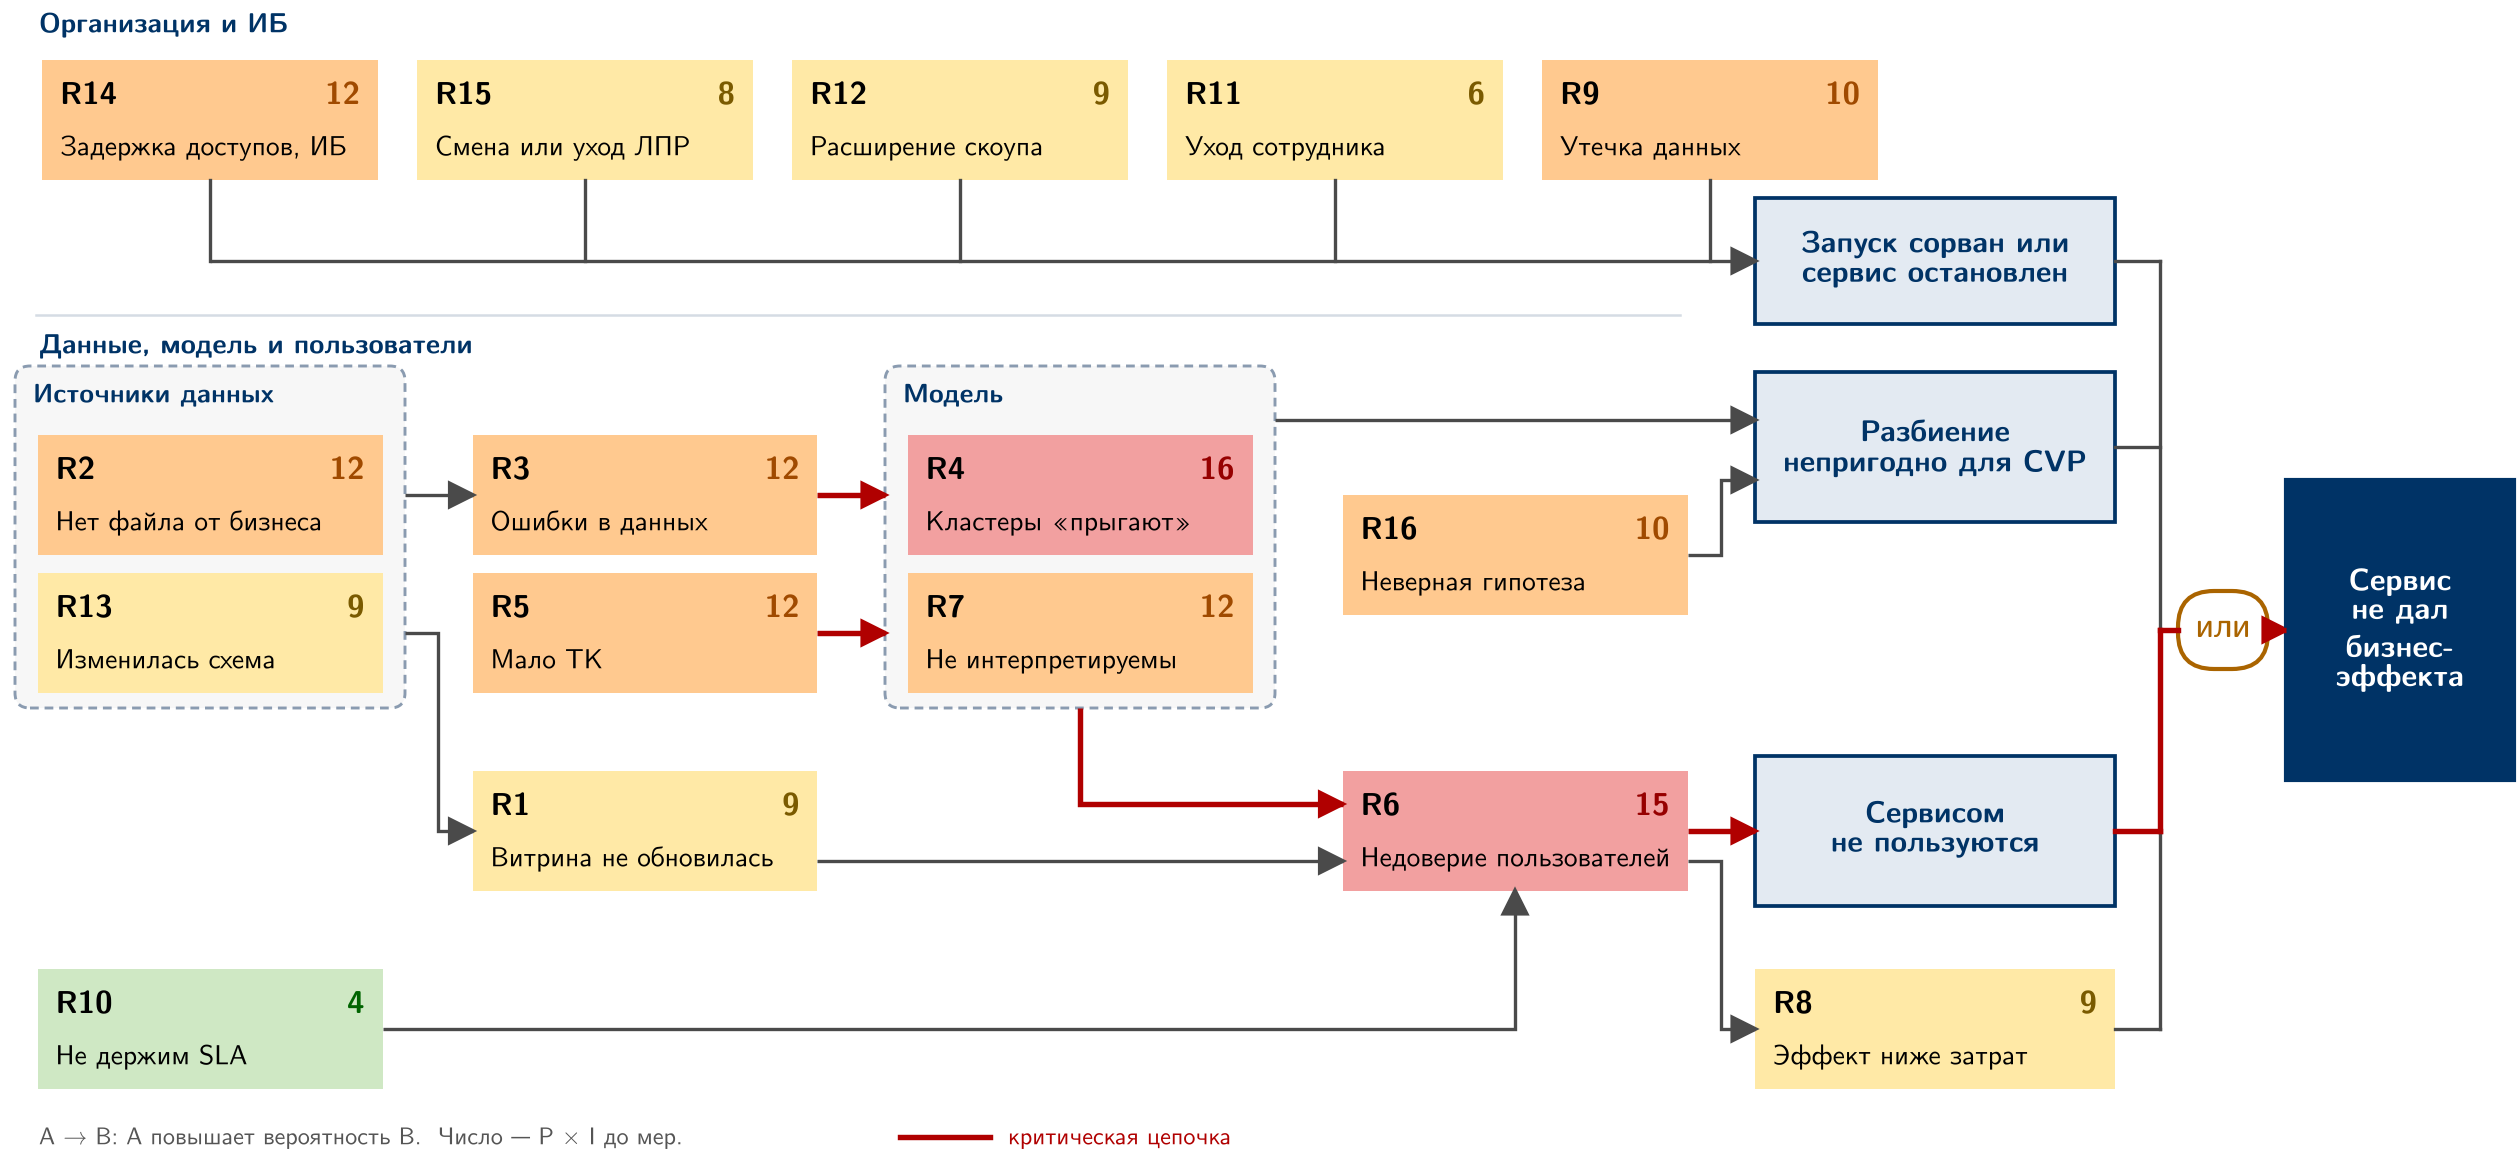 Организация и ИБ
R14 12
Задержка доступов, ИБ
R15 8
Смена или уход ЛПР
R12 9
Расширение скоупа
R11 6
Уход сотрудника
R9 10
Утечка данных
Запуск сорван или
сервис остановлен
Данные, модель и пользователи
Источники данных
R2 12
Нет файла от бизнеса
R13 9
Изменилась схема
R3 12
Ошибки в данных
R5 12
Мало ТК
Модель
R4 16
Кластеры «прыгают»
R7 12
Не интерпретируемы
R16 10
Неверная гипотеза
Разбиение
непригодно для CVP
ИЛИ
Сервис
не дал
бизнес-
эффекта
R1 9
Витрина не обновилась
R6 15
Недоверие пользователей
Сервисом
не пользуются
R10 4
Не держим SLA
R8 9
Эффект ниже затрат
A → B: A повышает вероятность B. Число — P × I до мер.
критическая цепочка